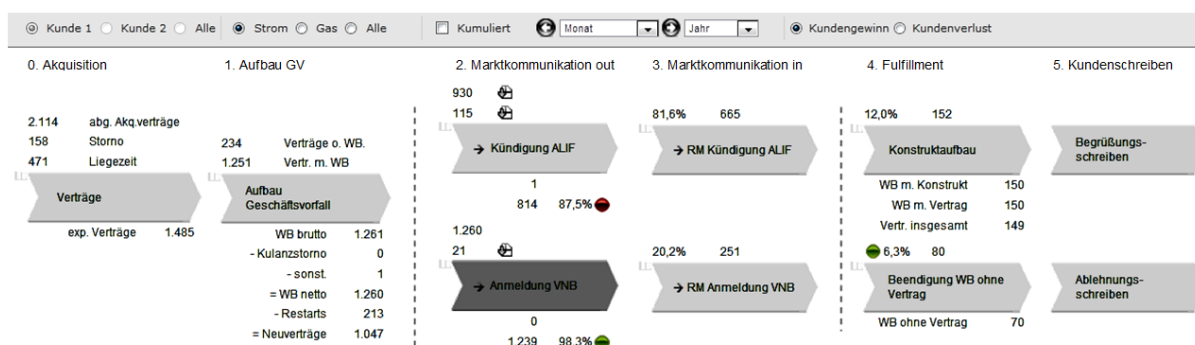 Kunde 1 Kunde 2 Alle Strom Gas Alle Kumuliert Monat Jahr Kundengewinn Kundenverlust
0. Akquisition 1. Aufbau GV 2. Marktkommunikation out 3. Marktkommunikation in 4. Fulfillment 5. Kundenschreiben
2.114 abg. Akq.verträge
158 Storno
471 Liegezeit
Verträge
exp. Verträge 1.485
234 Verträge o. WB.
1.251 Vertr. m. WB
Aufbau
Geschäftsvorfall
WB brutto 1.261
- Kulanzstorno 0
- sonst. 1
= WB netto 1.260
- Restarts 213
= Neuverträge 1.047
930
115
→ Kündigung ALIF
1
814 87,5%
1.260
21
→ Anmeldung VNB
0
1.239 98,3%
81,6% 665
→ RM Kündigung ALIF
20,2% 251
→ RM Anmeldung VNB
12,0% 152
Konstruktaufbau
WB m. Konstrukt 150
WB m. Vertrag 150
Vertr. insgesamt 149
6,3% 80
Beendigung WB ohne
Vertrag
WB ohne Vertrag 70
Begrüßungs-
schreiben
Ablehnungs-
schreiben